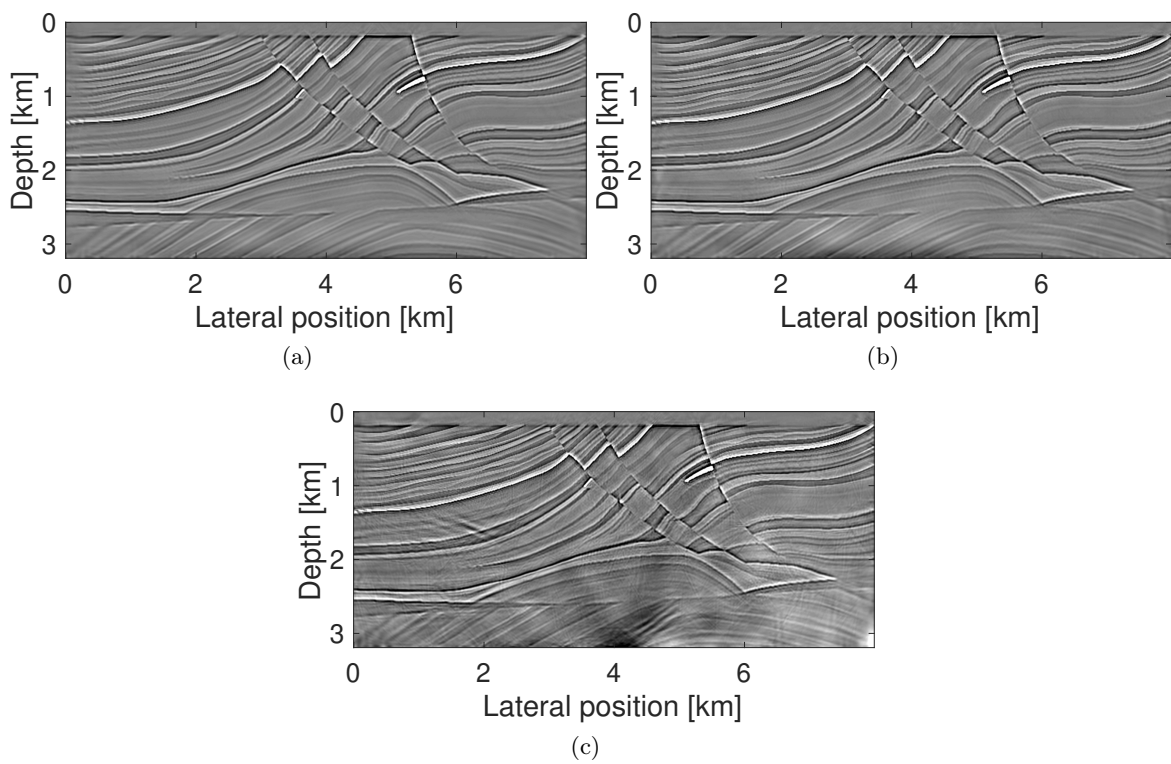 0
1
2
3
Depth [km]
0 2 4 6
Lateral position [km]
(a)
0
1
2
3
Depth [km]
0 2 4 6
Lateral position [km]
(b)
0
1
2
3
Depth [km]
0 2 4 6
Lateral position [km]
(c)